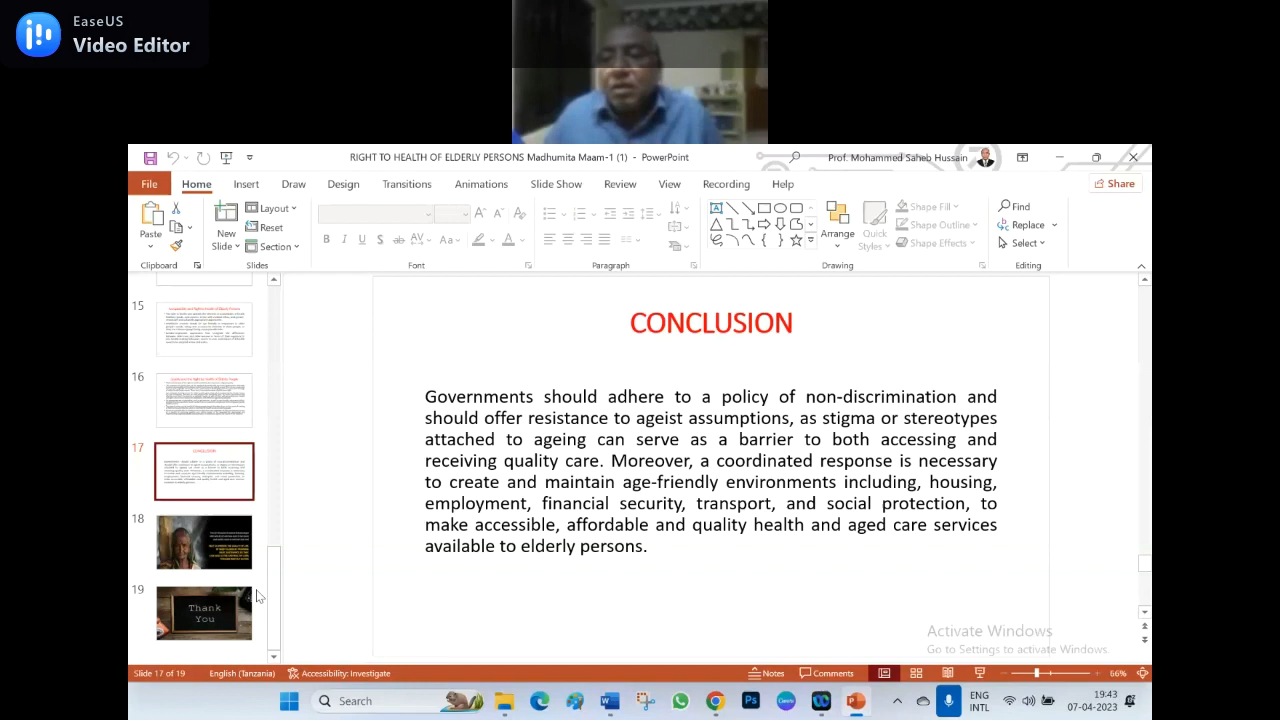 EaseUS
Video Editor
RIGHT TO HEALTH OF ELDERLY PERSONS Madhumita Maam-1 (1) - PowerPoint
Prof. Mohammed Saheb Hussain
File Home Insert Draw Design Transitions Animations Slide Show Review View Recording Help
Share
Paste
New
Slide
Layout
Reset
Section
Arrange
Quick
Styles
Shape Fill
Shape Outline
Shape Effects
Find
Replace
Select
Clipboard Slides Font Paragraph Drawing Editing
15
16
17
CONCLUSION
18
19
Thank
You
CONCLUSION
Governments should adhere to a policy of non-discrimination and
should offer resistance to agest assumptions, as stigma or stereotypes
attached to ageing can serve as a barrier to both accessing and
rendering quality care. Moreover, a coordinated response is necessary
to create and maintain age-friendly environments including, housing,
employment, financial security, transport, and social protection, to
make accessible, affordable and quality health and aged care services
available to elderly persons.
Activate Windows
Go to Settings to activate Windows.
Slide 17 of 19 English (Tanzania) Accessibility: Investigate Notes Comments 66%
Search
ENG
INTL
19:43
07-04-2023